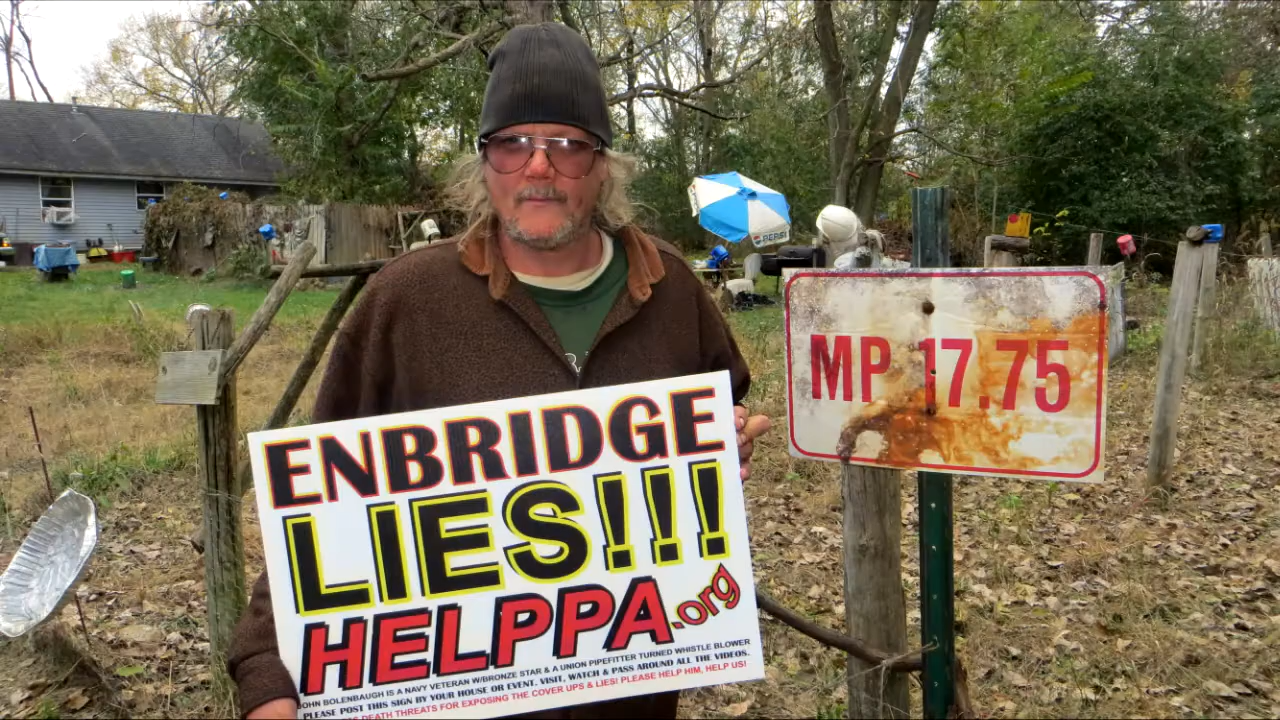 PEPSI
MP 17.75
ENBRIDGE
LIES!!!
HELPPA.org
JOHN BOLENBAUGH IS A NAVY VETERAN W/BRONZE STAR & A UNION PIPEFITTER TURNED WHISTLE BLOWER
PLEASE POST THIS SIGN BY YOUR HOUSE OR EVENT. VISIT, WATCH & PASS AROUND ALL THE VIDEOS.
DEATH THREATS FOR EXPOSING THE COVER UPS & LIES! PLEASE HELP HIM, HELP US!